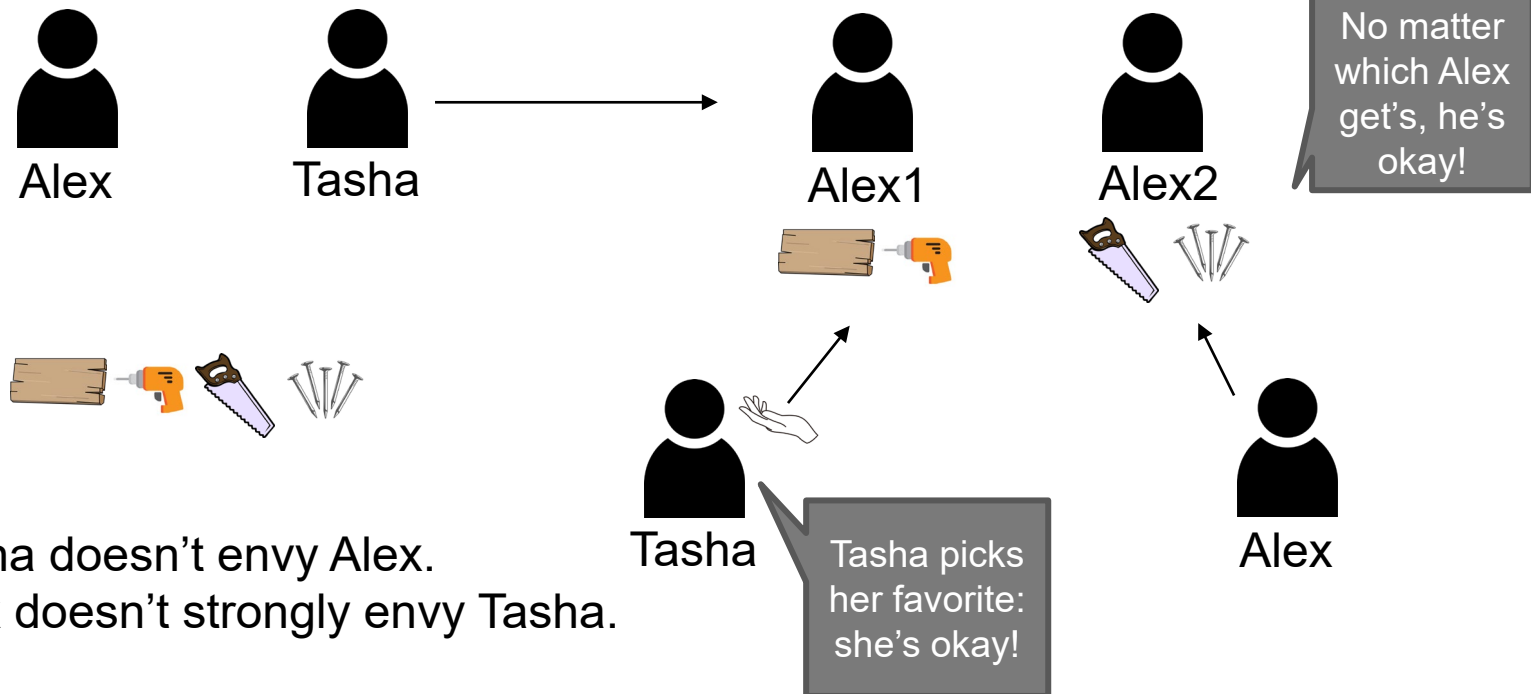 Alex
Tasha
Alex1
Alex2
No matter
which Alex
get’s, he’s
okay!
Tasha
Tasha picks
her favorite:
she’s okay!
Alex
doesn’t envy Alex.
doesn’t strongly envy Tasha.